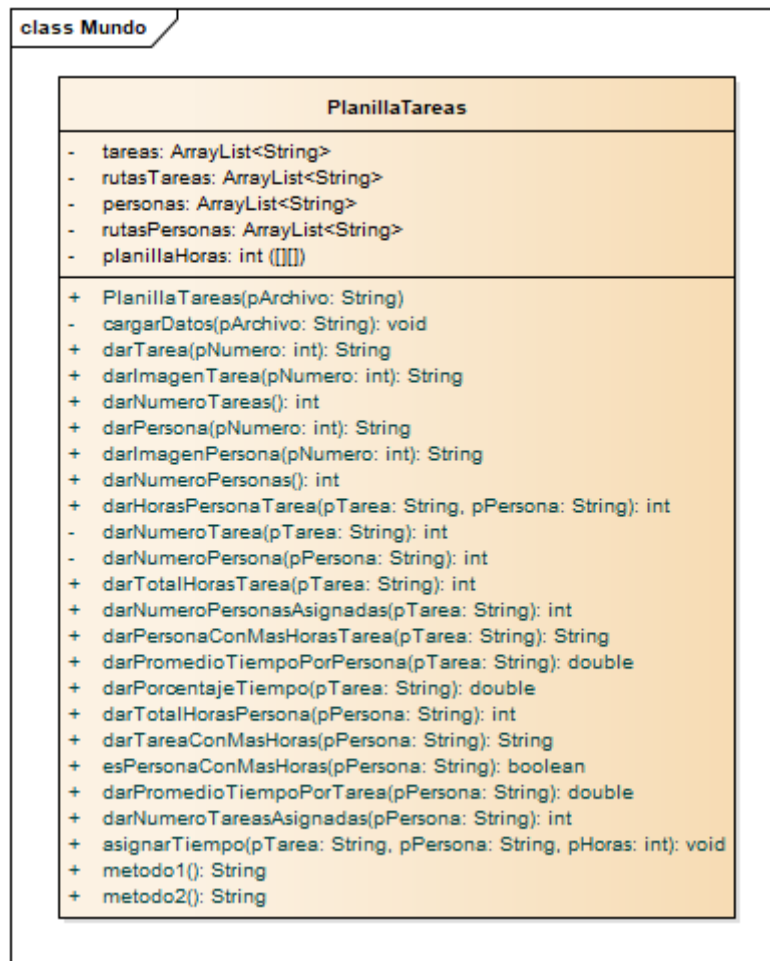 class Mundo
PlanillaTareas
- tareas: ArrayList<String>
- rutasTareas: ArrayList<String>
- personas: ArrayList<String>
- rutasPersonas: ArrayList<String>
- planillaHoras: int ([][])
+ PlanillaTareas(pArchivo: String)
- cargarDatos(pArchivo: String): void
+ darTarea(pNumero: int): String
+ darImagenTarea(pNumero: int): String
+ darNumeroTareas(): int
+ darPersona(pNumero: int): String
+ darImagenPersona(pNumero: int): String
+ darNumeroPersonas(): int
+ darHorasPersonaTarea(pTarea: String, pPersona: String): int
- darNumeroTarea(pTarea: String): int
- darNumeroPersona(pPersona: String): int
+ darTotalHorasTarea(pTarea: String): int
+ darNumeroPersonasAsignadas(pTarea: String): int
+ darPersonaConMasHorasTarea(pTarea: String): String
+ darPromedioTiempoPorPersona(pTarea: String): double
+ darPorcentajeTiempo(pTarea: String): double
+ darTotalHorasPersona(pPersona: String): int
+ darTareaConMasHoras(pPersona: String): String
+ esPersonaConMasHoras(pPersona: String): boolean
+ darPromedioTiempoPorTarea(pPersona: String): double
+ darNumeroTareasAsignadas(pPersona: String): int
+ asignarTiempo(pTarea: String, pPersona: String, pHoras: int): void
+ metodo1(): String
+ metodo2(): String